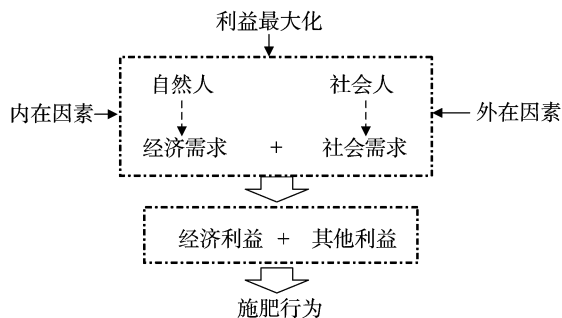 利益最大化
自然人 社会人
内在因素 外在因素
经济需求 + 社会需求
经济利益 + 其他利益
施肥行为